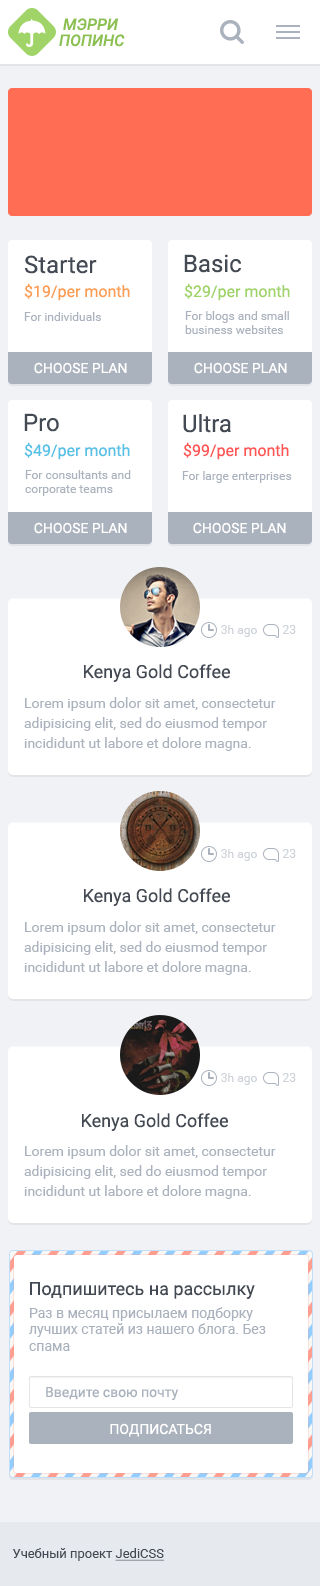 МЭРРИ
ПОПИНС
Starter
$19/per month
For individuals
CHOOSE PLAN
Basic
$29/per month
For blogs and small
business websites
CHOOSE PLAN
Pro
$49/per month
For consultants and
corporate teams
CHOOSE PLAN
Ultra
$99/per month
For large enterprises
CHOOSE PLAN
3h ago 23
Kenya Gold Coffee
Lorem ipsum dolor sit amet, consectetur
adipisicing elit, sed do eiusmod tempor
incididunt ut labore et dolore magna.
3h ago 23
Kenya Gold Coffee
Lorem ipsum dolor sit amet, consectetur
adipisicing elit, sed do eiusmod tempor
incididunt ut labore et dolore magna.
3h ago 23
Kenya Gold Coffee
Lorem ipsum dolor sit amet, consectetur
adipisicing elit, sed do eiusmod tempor
incididunt ut labore et dolore magna.
Подпишитесь на рассылку
Раз в месяц присылаем подборку
лучших статей из нашего блога. Без
спама
Введите свою почту
ПОДПИСАТЬСЯ
Учебный проект JediCSS